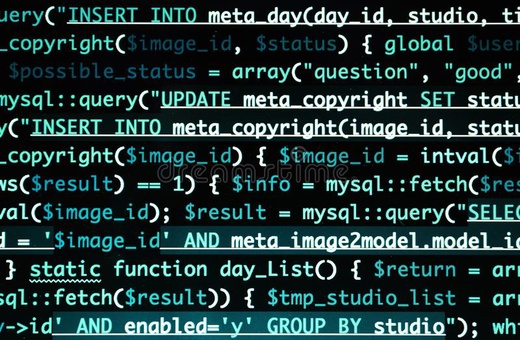 uery("INSERT INTO meta_day(day_id, studio, ti
_copyright($image_id, $status) { global $user
$possible_status = array("question", "good",
mysql::query("UPDATE meta_copyright SET statu
y("INSERT INTO meta_copyright(image_id, statu
_copyright($image_id) { $image_id = intval($i
ws($result) == 1) { $info = mysql::fetch($res
val($image_id); $result = mysql::query("SELEC
d = '$image_id' AND meta_image2model.model_id
} static function day_List() { $return = arr
sql::fetch($result)) { $tmp_studio_list = arr
y->id' AND enabled='y' GROUP BY studio"); whi
dreamstime